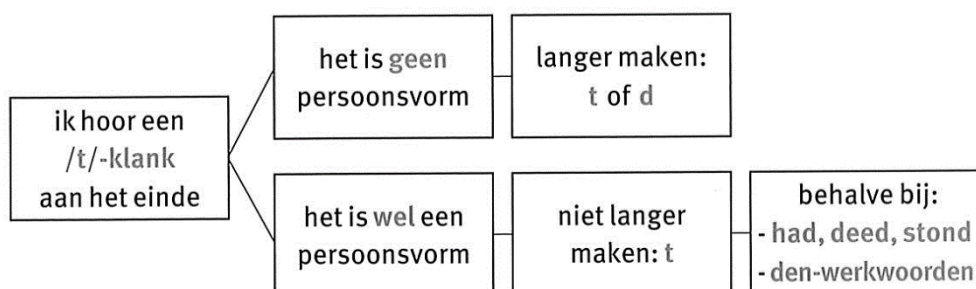 ik hoor een
/t/-klank
aan het einde
het is geen
persoonsvorm
langer maken:
t of d
het is wel een
persoonsvorm
niet langer
maken: t
behalve bij:
- had, deed, stond
- den-werkwoorden